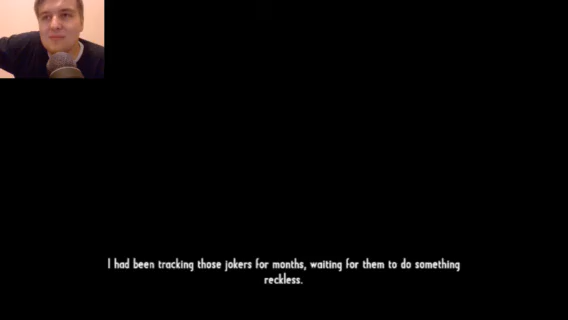 I had been tracking those jokers for months, waiting for them to do something
reckless.